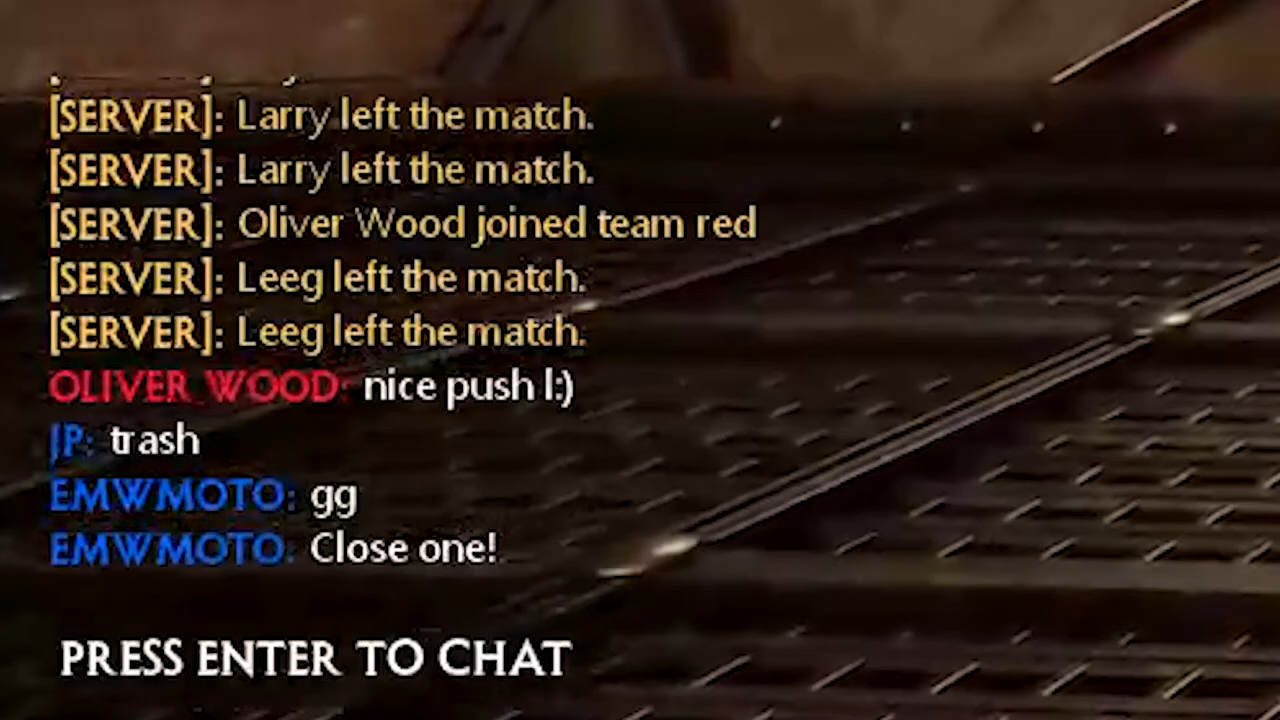 [SERVER]: Larry left the match.
[SERVER]: Larry left the match.
[SERVER]: Oliver Wood joined team red
[SERVER]: Leeg left the match.
[SERVER]: Leeg left the match.
OLIVER WOOD: nice push l:)
JP: trash
EMWMOTO: gg
EMWMOTO: Close one!
PRESS ENTER TO CHAT